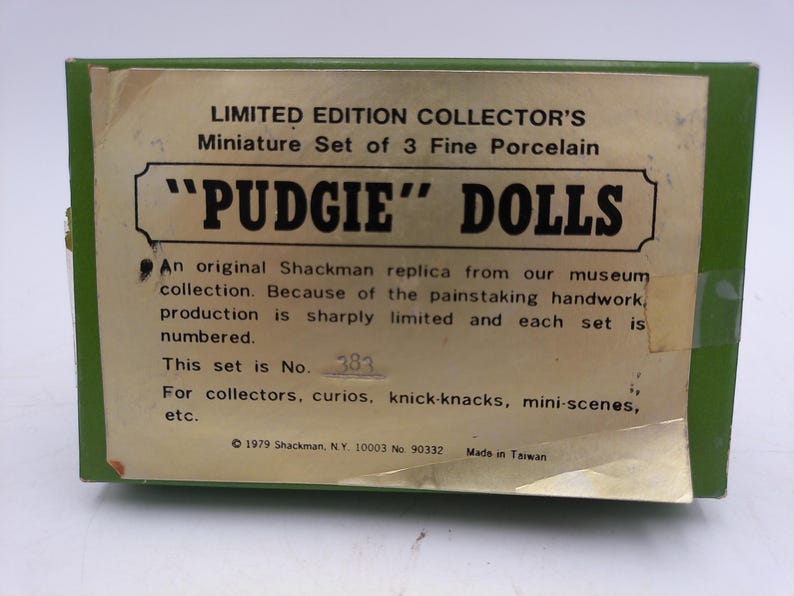 LIMITED EDITION COLLECTOR'S
Miniature Set of 3 Fine Porcelain
"PUDGIE" DOLLS
An original Shackman replica from our museum
collection. Because of the painstaking handwork,
production is sharply limited and each set is
numbered.
This set is No. 383
For collectors, curios, knick-knacks, mini-scenes,
etc.
© 1979 Shackman, N.Y. 10003 No. 90332 Made in Taiwan